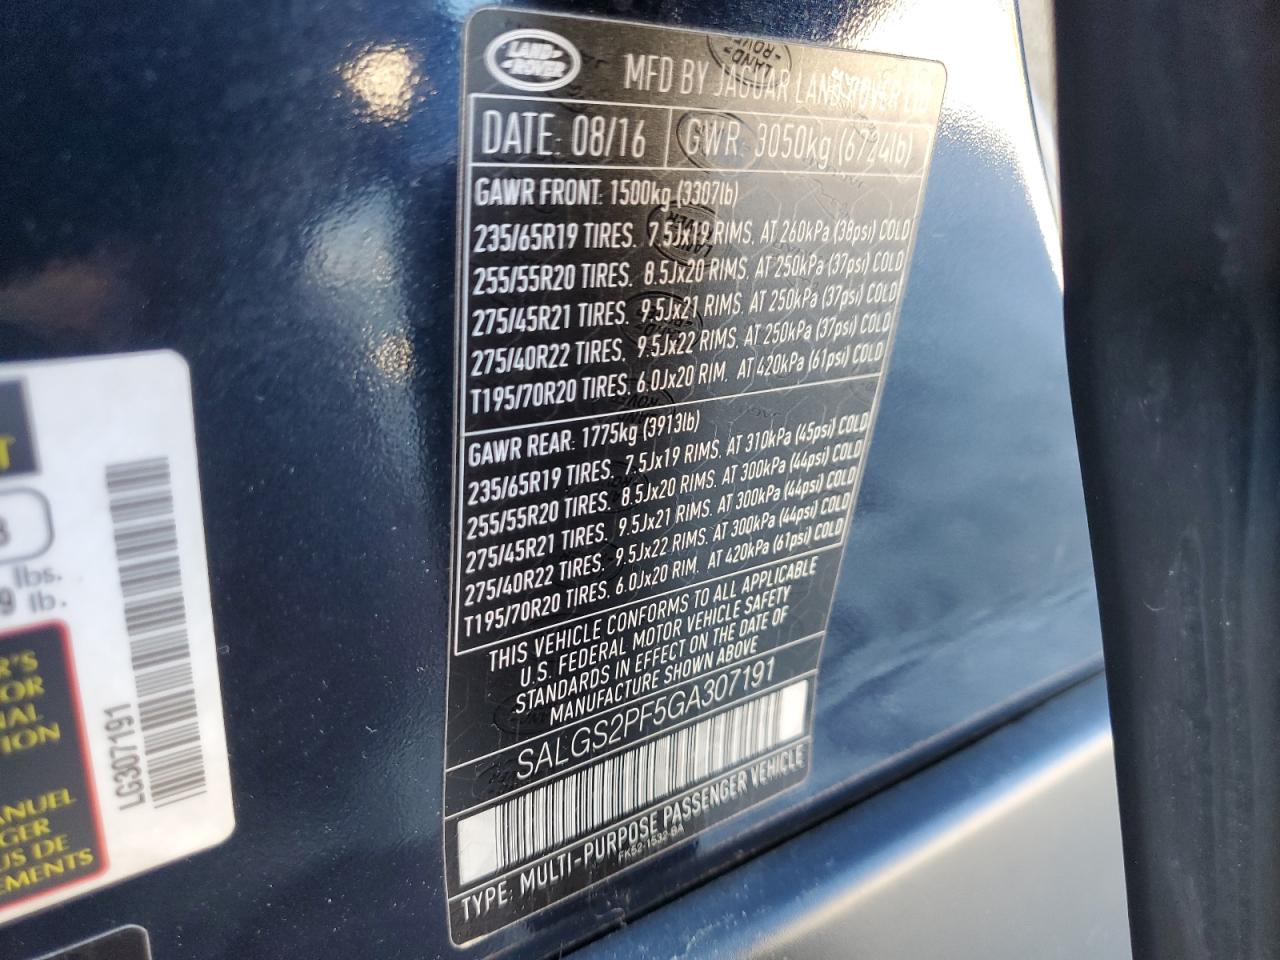 LAND ROVER
MFD BY JAGUAR LAND ROVER LTD
DATE: 08/16
GWR: 3050kg (6724lb)
GAWR FRONT: 1500kg (3307lb)
235/65R19 TIRES. 7.5Jx19 RIMS. AT 260kPa (38psi) COLD
255/55R20 TIRES. 8.5Jx20 RIMS. AT 250kPa (37psi) COLD
275/45R21 TIRES. 9.5Jx21 RIMS. AT 250kPa (37psi) COLD
275/40R22 TIRES. 9.5Jx22 RIMS. AT 250kPa (37psi) COLD
T195/70R20 TIRES. 6.0Jx20 RIM. AT 420kPa (61psi) COLD
GAWR REAR: 1775kg (3913lb)
235/65R19 TIRES. 7.5Jx19 RIMS. AT 310kPa (45psi) COLD
255/55R20 TIRES. 8.5Jx20 RIMS. AT 300kPa (44psi) COLD
275/45R21 TIRES. 9.5Jx21 RIMS. AT 300kPa (44psi) COLD
275/40R22 TIRES. 9.5Jx22 RIMS. AT 300kPa (44psi) COLD
T195/70R20 TIRES. 6.0Jx20 RIM. AT 420kPa (61psi) COLD
THIS VEHICLE CONFORMS TO ALL APPLICABLE
U.S. FEDERAL MOTOR VEHICLE SAFETY
STANDARDS IN EFFECT ON THE DATE OF
MANUFACTURE SHOWN ABOVE
SALGS2PF5GA307191
TYPE: MULTI-PURPOSE PASSENGER VEHICLE
FK52-1532-BA
lbs.
9 lb.
LG307191